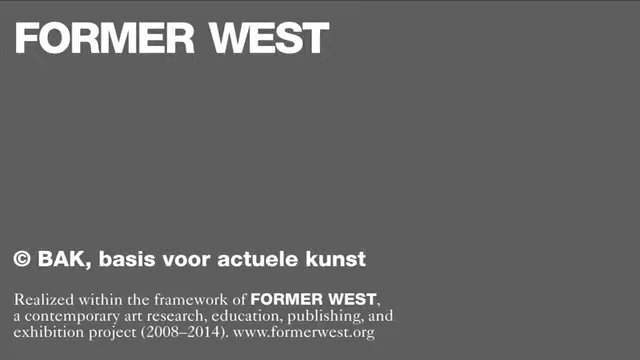 FORMER WEST
© BAK, basis voor actuele kunst
Realized within the framework of FORMER WEST,
a contemporary art research, education, publishing, and
exhibition project (2008–2014). www.formerwest.org